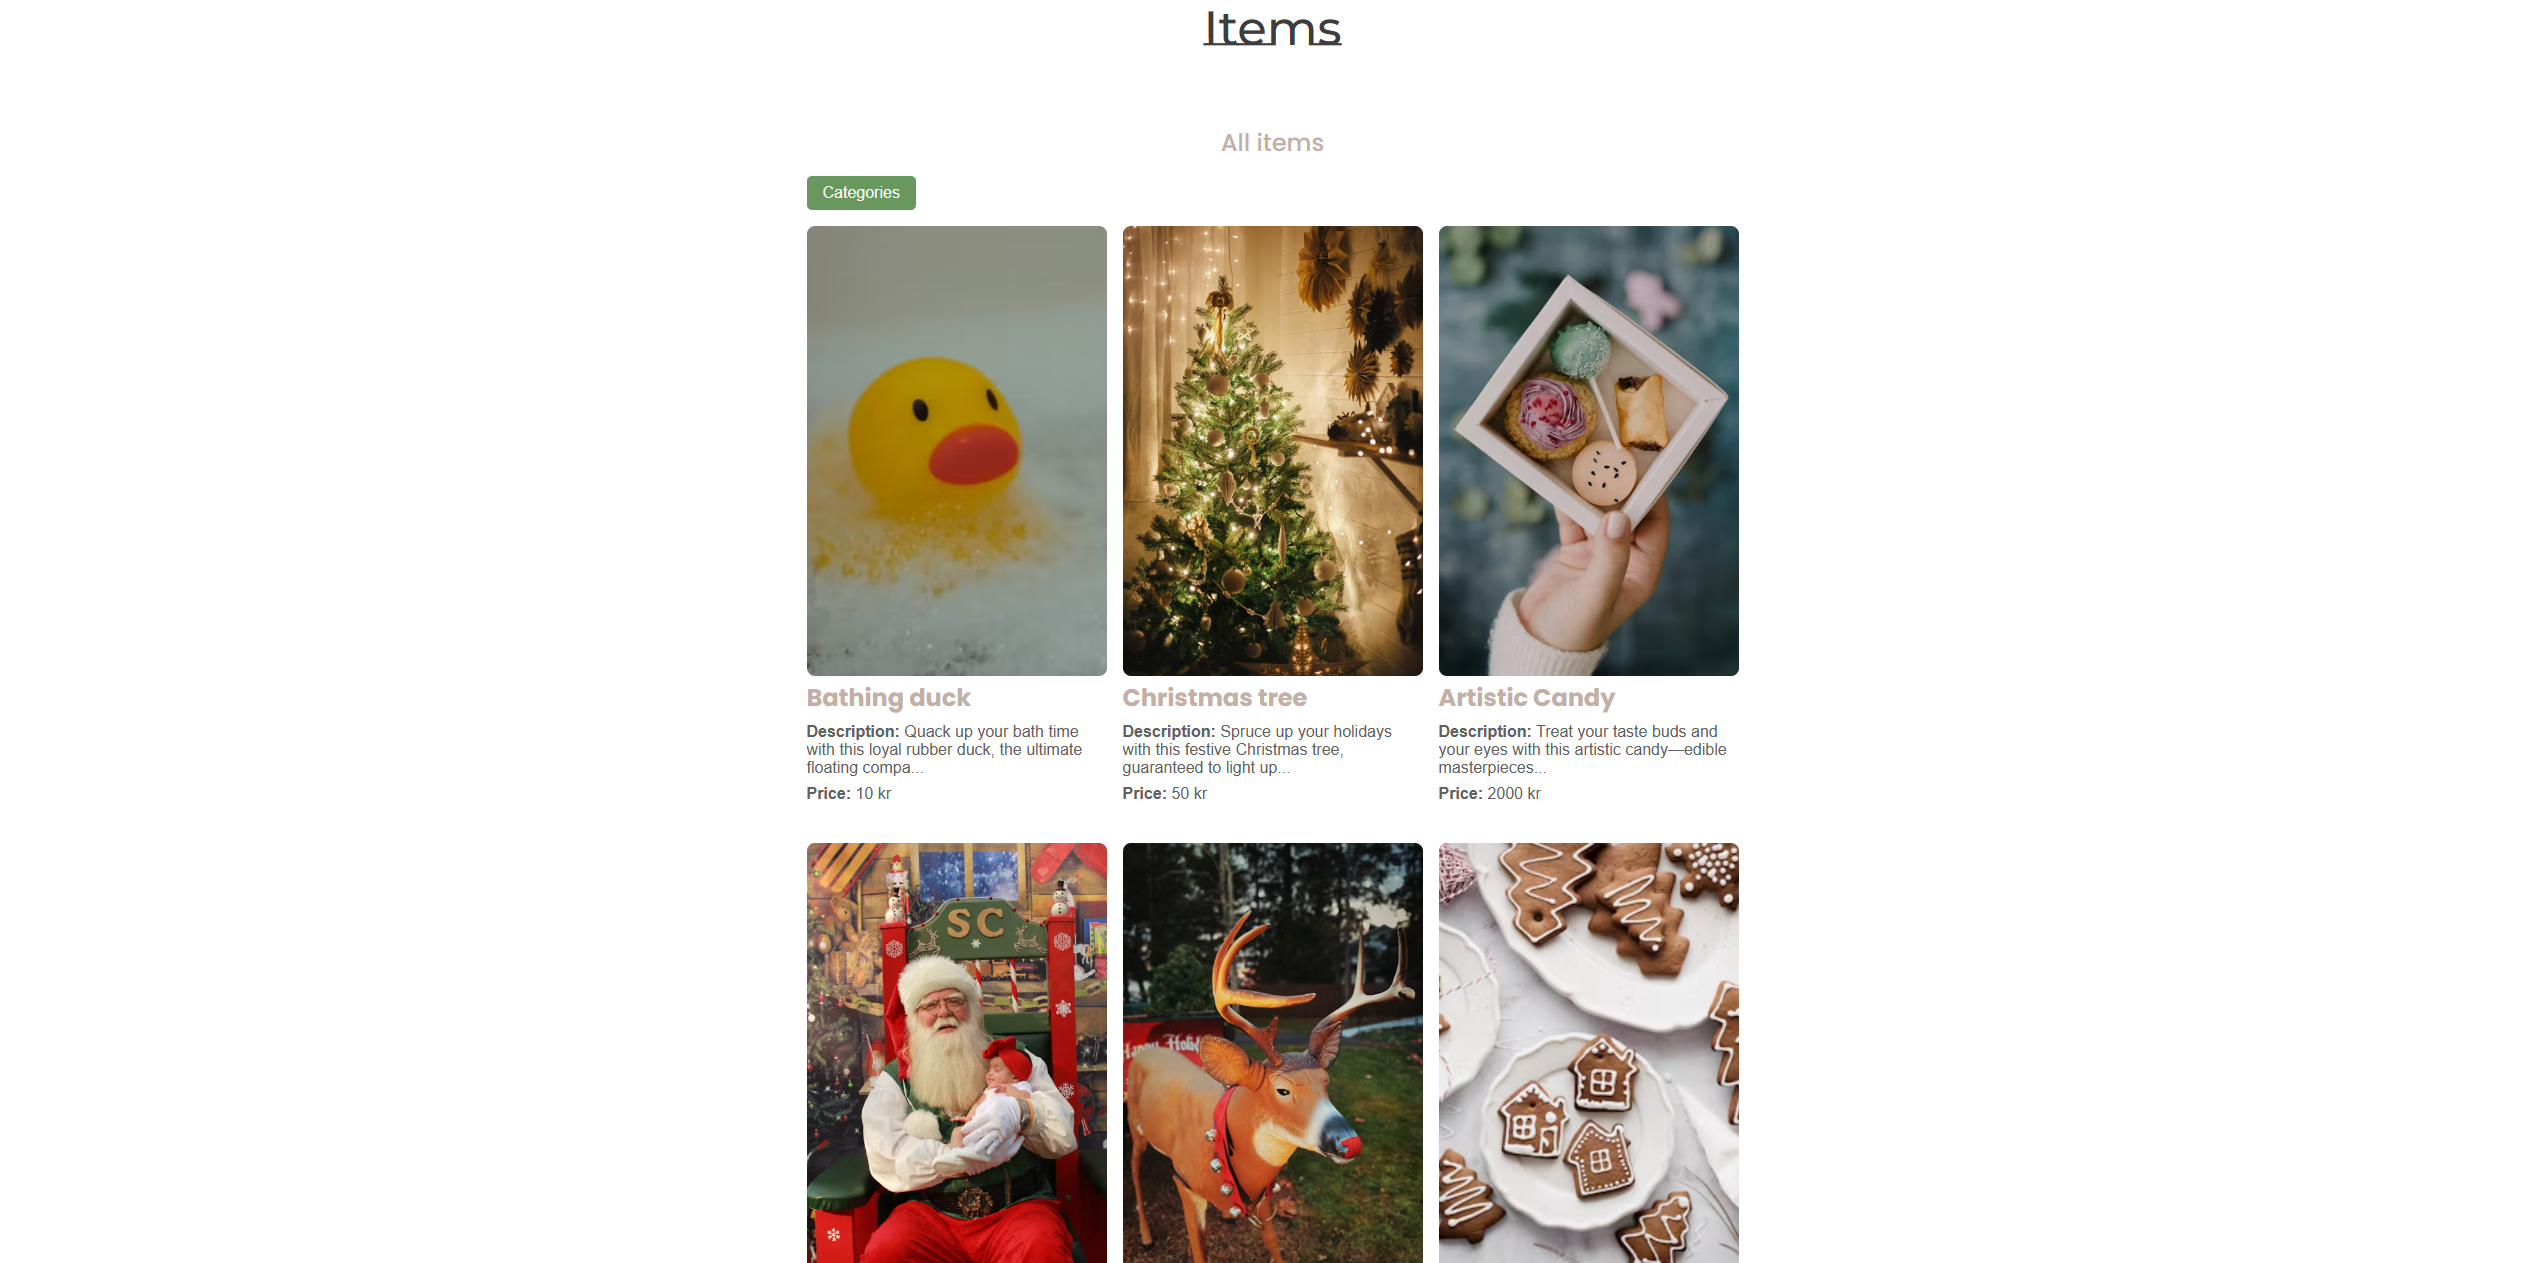 Items
All items
Categories
Bathing duck
Description: Quack up your bath time
with this loyal rubber duck, the ultimate
floating compa...
Price: 10 kr
Christmas tree
Description: Spruce up your holidays
with this festive Christmas tree,
guaranteed to light up...
Price: 50 kr
Artistic Candy
Description: Treat your taste buds and
your eyes with this artistic candy—edible
masterpieces...
Price: 2000 kr
SC
Happy Holid